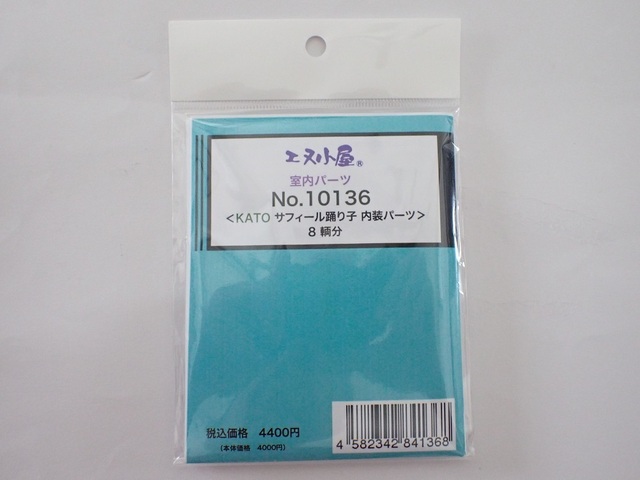 エヌ小屋®
室内パーツ
No.10136
＜KATO サフィール踊り子 内装パーツ＞
8 輌分
税込価格 4400円
（本体価格 4000円）
4 582342 841368